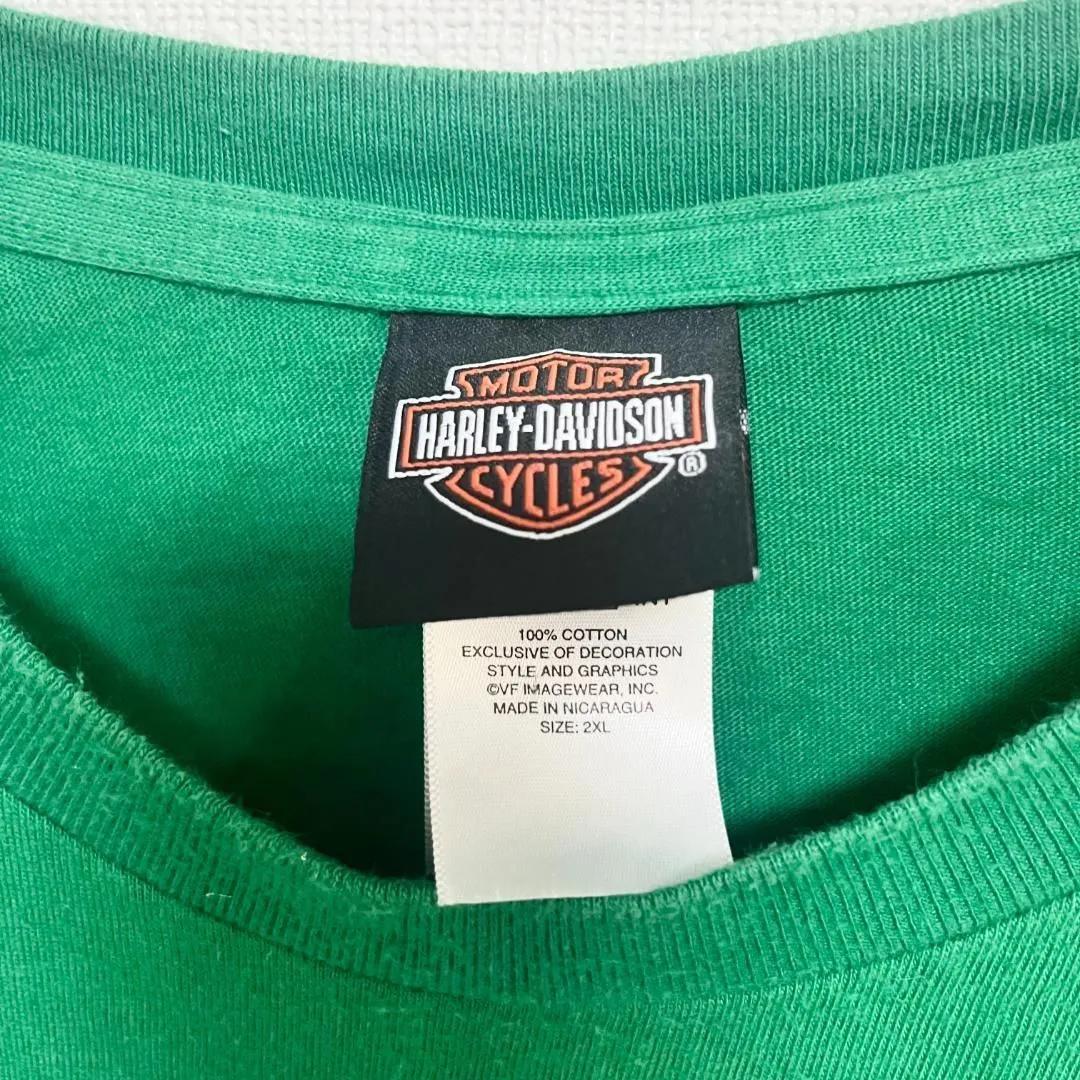 MOTOR
HARLEY-DAVIDSON
CYCLES
®
100% COTTON
EXCLUSIVE OF DECORATION
STYLE AND GRAPHICS
©VF IMAGEWEAR, INC.
MADE IN NICARAGUA
SIZE: 2XL